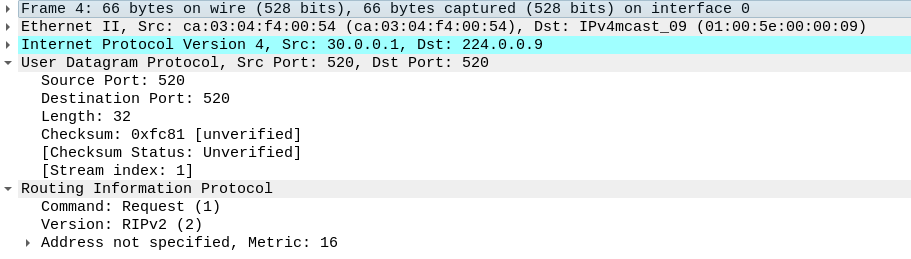 Frame 4: 66 bytes on wire (528 bits), 66 bytes captured (528 bits) on interface 0
Ethernet II, Src: ca:03:04:f4:00:54 (ca:03:04:f4:00:54), Dst: IPv4mcast_09 (01:00:5e:00:00:09)
Internet Protocol Version 4, Src: 30.0.0.1, Dst: 224.0.0.9
User Datagram Protocol, Src Port: 520, Dst Port: 520
Source Port: 520
Destination Port: 520
Length: 32
Checksum: 0xfc81 [unverified]
[Checksum Status: Unverified]
[Stream index: 1]
Routing Information Protocol
Command: Request (1)
Version: RIPv2 (2)
Address not specified, Metric: 16